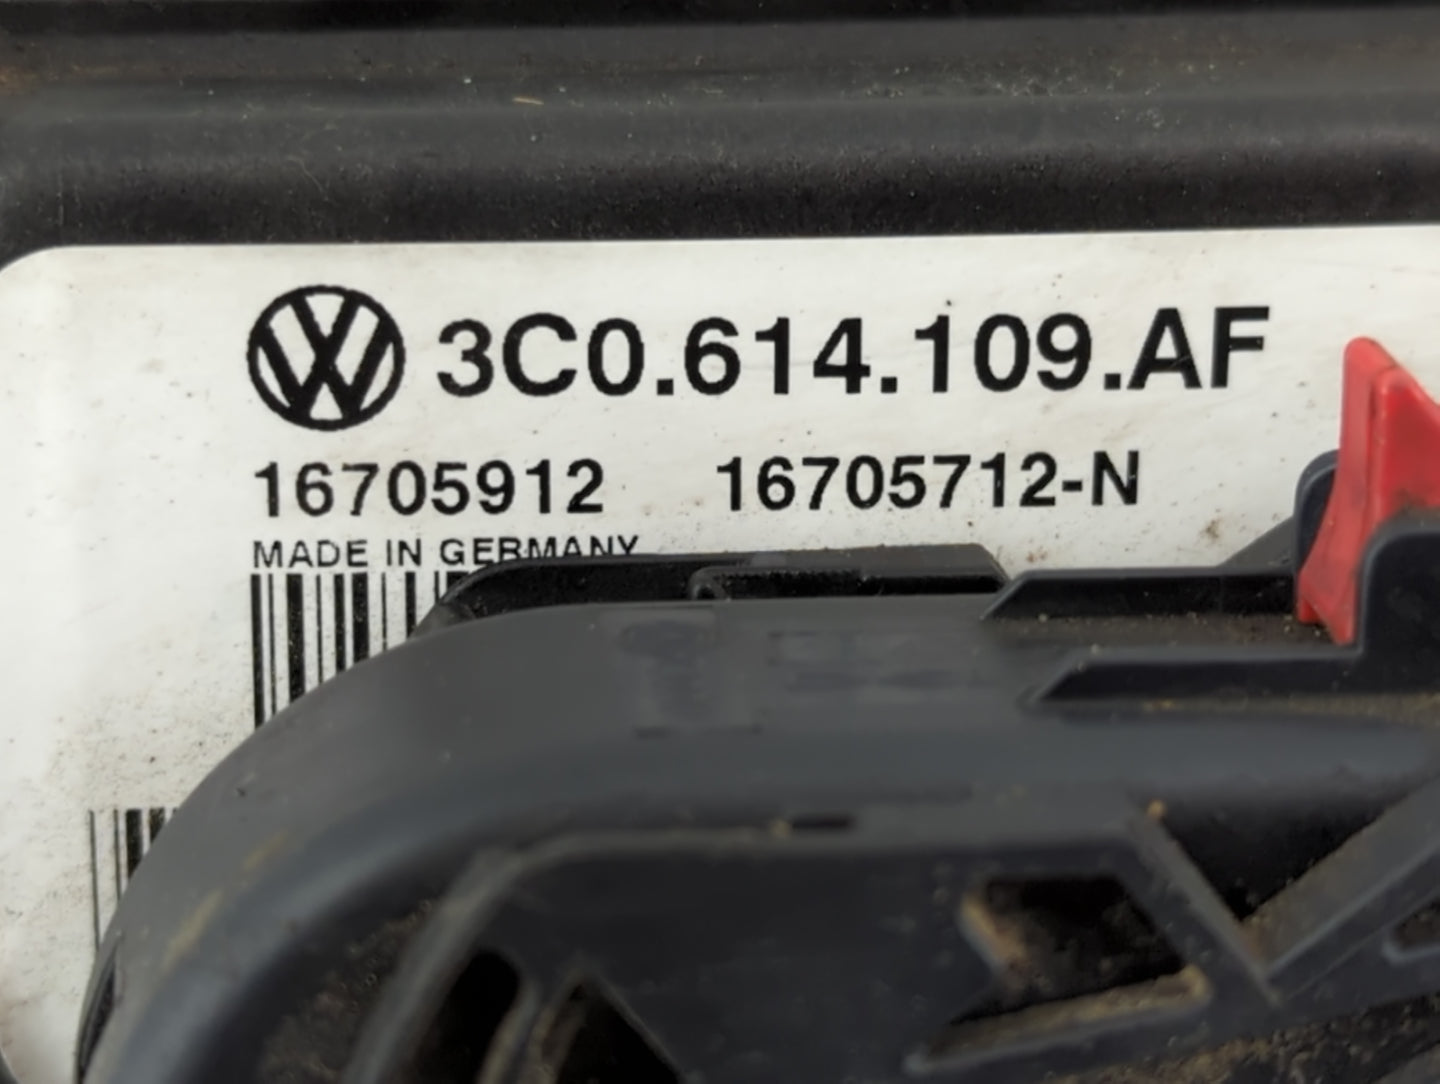 3C0.614.109.AF
16705912 16705712-N
MADE IN GERMANY